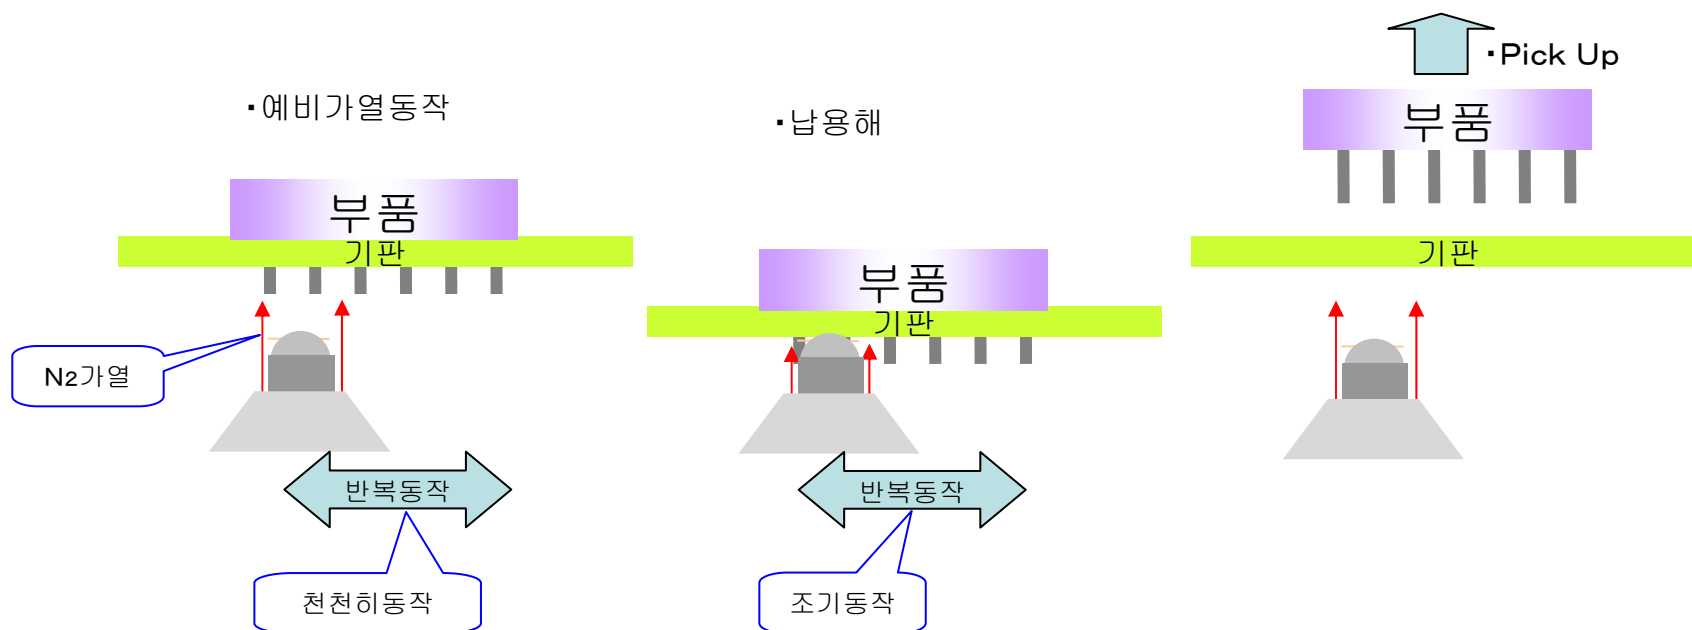 ·예비가열동작
부품
기판
N2가열
반복동작
천천히동작
·납용해
부품
기판
반복동작
조기동작
·Pick Up
부품
기판